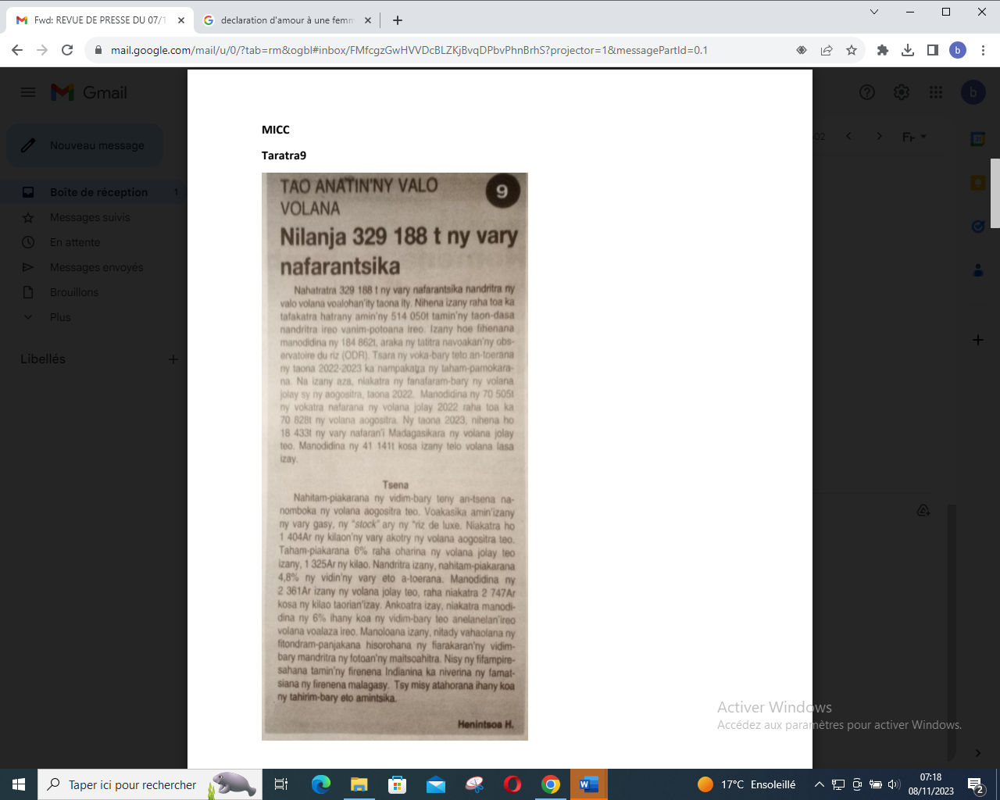 Fwd: REVUE DE PRESSE DU 07/1
declaration d'amour à une femm
mail.google.com/mail/u/0/?tab=rm&ogbl#inbox/FMfcgzGwHVVDcBLZKjBvqDPbvPhnBrhS?projector=1&messagePartId=0.1
b
Gmail
b
Nouveau message
Boîte de réception 1
Messages suivis
En attente
Messages envoyés
Brouillons
Plus
Libellés
MICC
Taratra9
TAO ANATIN'NY VALO
VOLANA
9
Nilanja 329 188 t ny vary
nafarantsika
Nahatratra 329 188 t ny vary nafarantsika nandritra ny
valo volana voalohan'ity taona ity. Nihena izany raha toa ka
tafakatra hatrany amin'ny 514 050t tamin'ny taon-dasa
nandritra ireo vanim-potoana ireo. Izany hoe fihenana
manodidina ny 184 862t, araka ny tatitra navoakan'ny obs-
ervatoire du riz (ODR). Tsara ny voka-bary teto an-toerana
ny taona 2022-2023 ka nampakatra ny taham-pamokara-
na. Na izany aza, niakatra ny fanafaram-bary ny volana
jolay sy ny aogositra, taona 2022. Manodidina ny 70 505t
ny vokatra nafarana ny volana jolay 2022 raha toa ka
70 828t ny volana aogositra. Ny taona 2023, nihena ho
18 433t ny vary nafaran'i Madagasikara ny volana jolay
teo. Manodidina ny 41 141t kosa izany telo volana lasa
izay.
Tsena
Nahitam-piakarana ny vidim-bary teny an-tsena na-
nomboka ny volana aogositra teo. Voakasika amin'izany
ny vary gasy, ny "stock" ary ny "riz de luxe. Niakatra ho
1 404Ar ny kilaon'ny vary akotry ny volana aogositra teo.
Taham-piakarana 6% raha oharina ny volana jolay teo
izany, 1 325Ar ny kilao. Nandritra izany, nahitam-piakarana
4,8% ny vidin'ny vary eto a-toerana. Manodidina ny
2 361Ar izany ny volana jolay teo, raha niakatra 2 747Ar
kosa ny kilao taorian'izay. Ankoatra izay, niakatra manodi-
dina ny 6% ihany koa ny vidim-bary teo anelanelan'ireo
volana voalaza ireo. Manoloana izany, nitady vahaolana ny
fitondram-panjakana hisorohana ny fiarakaran'ny vidim-
bary mandritra ny fotoan'ny maitsoahitra. Nisy ny fifampire-
sahana tamin'ny firenena Indianina ka niverina ny famat-
siana ny firenena malagasy. Tsy misy atahorana ihany koa
ny tahirim-bary eto amintsika.
Henintsoa H.
Activer Windows
Accédez aux paramètres pour activer Windows.
Taper ici pour rechercher
17°C Ensoleillé
07:18
08/11/2023
2